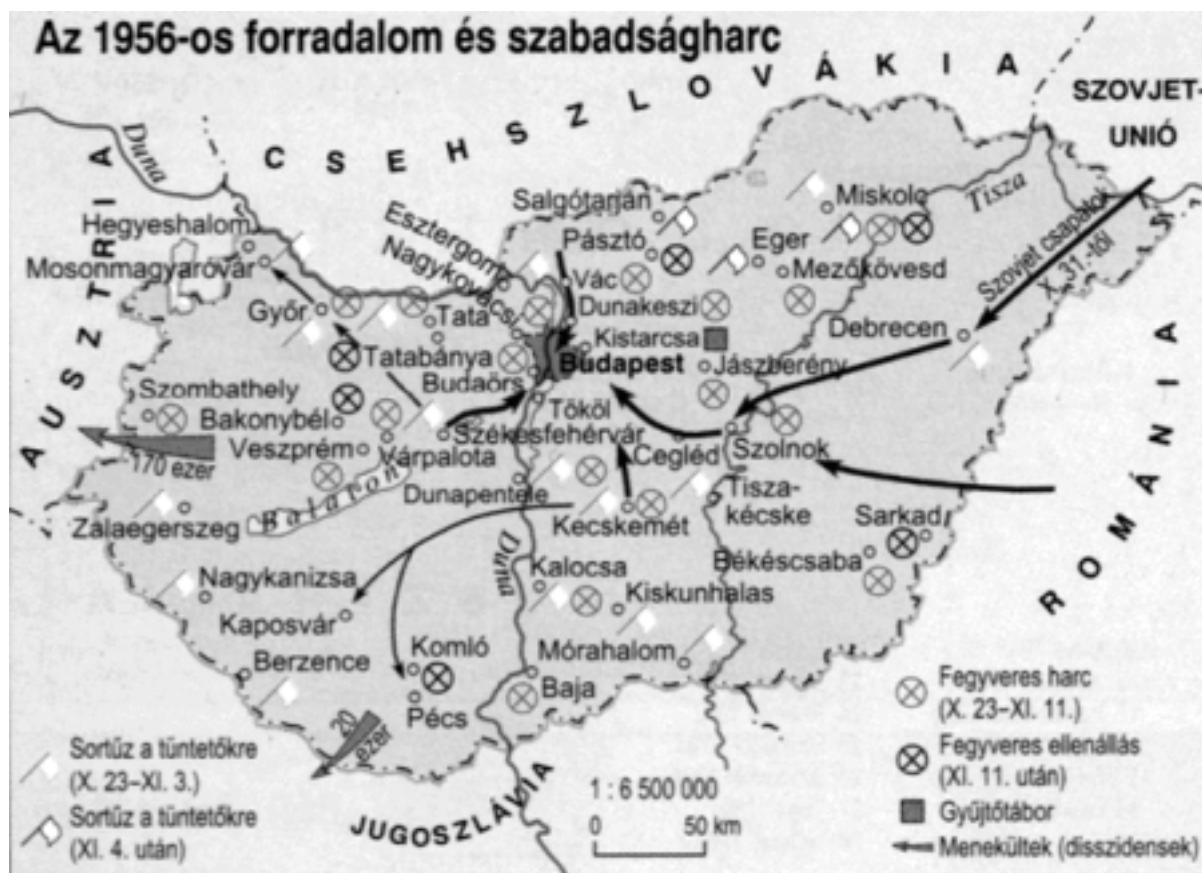 Az 1956-os forradalom és szabadságharc
CSEHSZLOVÁKIA
SZOVJET-
UNIÓ
AUSZTRIA
Duna
Hegyeshalom
Mosonmagyaróvár
Győr
Esztergom
Nagykovácsi
Tata
Tatabánya
Budaörs
Salgótarján
Pásztó
Vác
Dunakeszi
Kistarcsa
Budapest
Eger
Miskolc
Mezőkövesd
Tisza
Szovjet csapatok
X. 31.-től
Debrecen
Jászberény
Szombathely
Bakonybél
Veszprém
Várpalota
Székesfehérvár
Tököl
Cegléd
Szolnok
170 ezer
Balaton
Dunapentele
Zalaegerszeg
Kecskemét
Tisza-
kécske
Sarkad
Békéscsaba
ROMÁNIA
Duna
Nagykanizsa
Kaposvár
Kalocsa
Kiskunhalas
Berzence
Komló
Pécs
Mórahalom
Baja
20
ezer
JUGOSZLÁVIA
Sortűz a tüntetőkre
(X. 23–XI. 3.)
Sortűz a tüntetőkre
(XI. 4. után)
1 : 6 500 000
0 50 km
Fegyveres harc
(X. 23–XI. 11.)
Fegyveres ellenállás
(XI. 11. után)
Gyűjtőtábor
Menekültek (disszidensek)